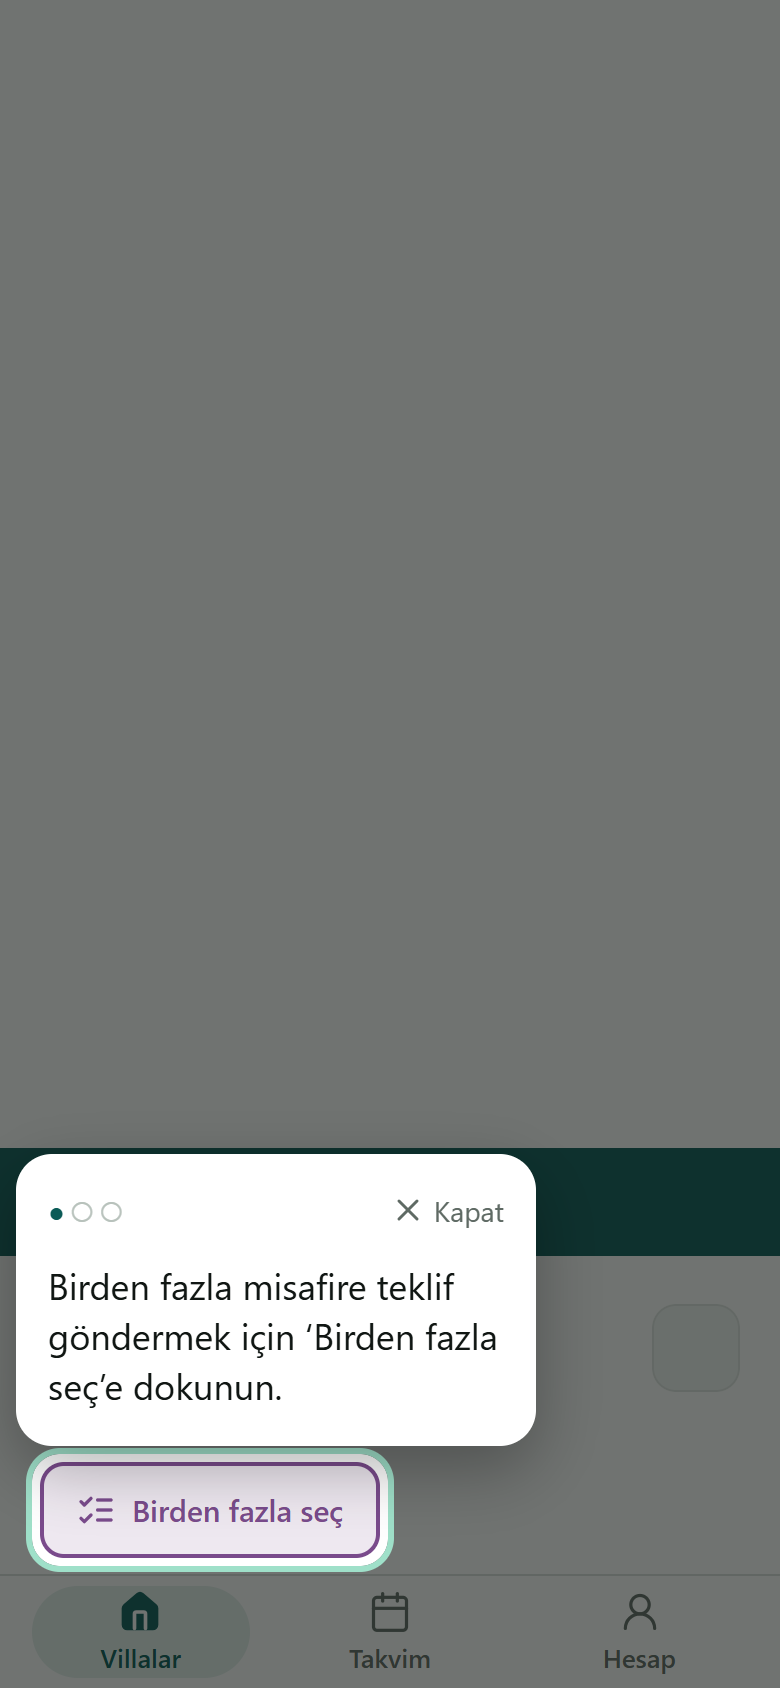 Kapat
Birden fazla misafire teklif
göndermek için ‘Birden fazla
seç’e dokunun.
Birden fazla seç
Villalar
Takvim
Hesap